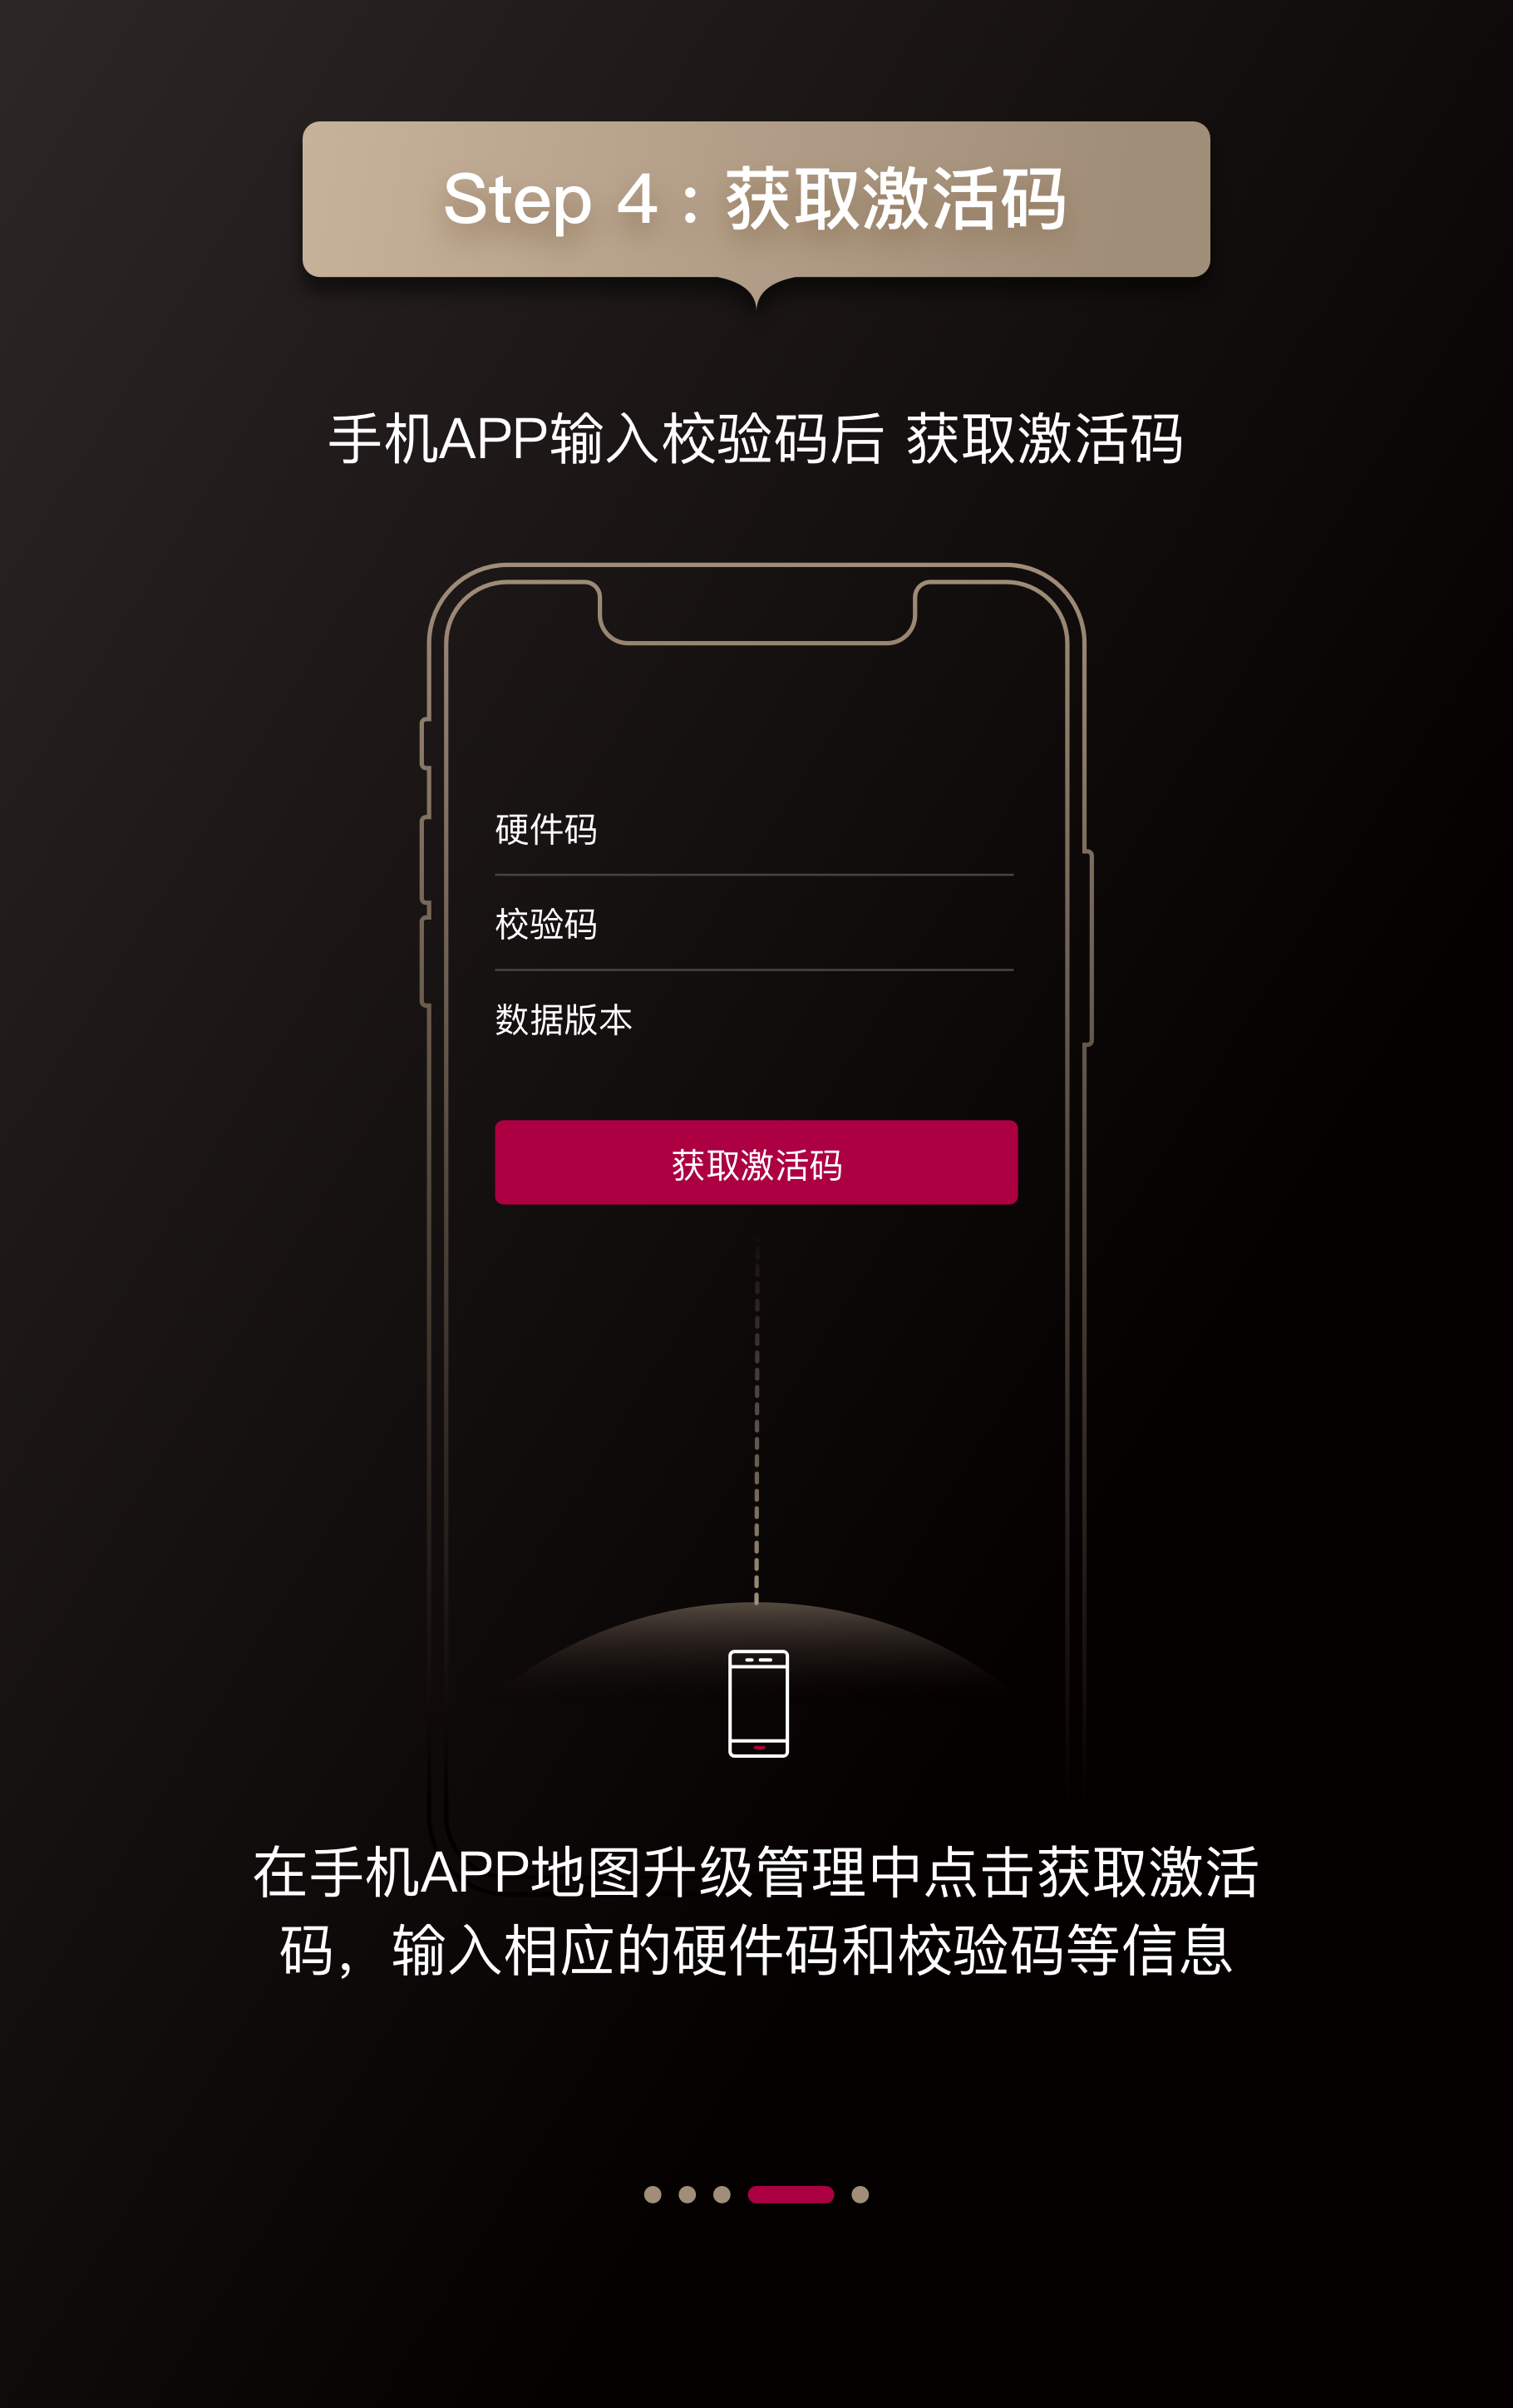 Step 4：获取激活码
手机APP输入校验码后 获取激活码
硬件码
校验码
数据版本
获取激活码
在手机APP地图升级管理中点击获取激活
码，输入相应的硬件码和校验码等信息